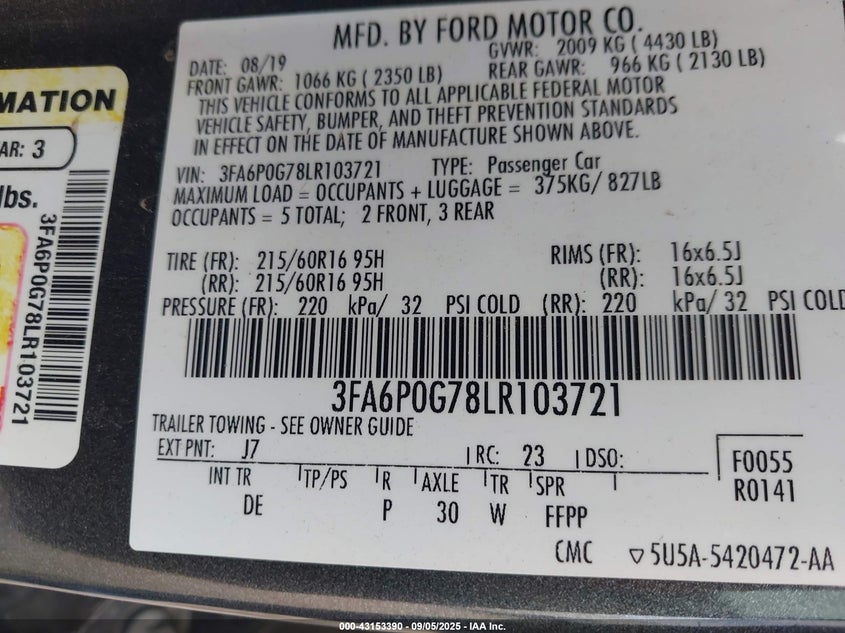 MFD. BY FORD MOTOR CO.
DATE: 08/19 GVWR: 2009 KG ( 4430 LB)
FRONT GAWR: 1066 KG ( 2350 LB) REAR GAWR: 966 KG ( 2130 LB)
THIS VEHICLE CONFORMS TO ALL APPLICABLE FEDERAL MOTOR
VEHICLE SAFETY, BUMPER, AND THEFT PREVENTION STANDARDS
IN EFFECT ON THE DATE OF MANUFACTURE SHOWN ABOVE.
VIN: 3FA6P0G78LR103721 TYPE: Passenger Car
MAXIMUM LOAD = OCCUPANTS + LUGGAGE = 375KG/ 827LB
OCCUPANTS = 5 TOTAL; 2 FRONT, 3 REAR
TIRE (FR): 215/60R16 95H RIMS (FR): 16x6.5J
(RR): 215/60R16 95H (RR): 16x6.5J
PRESSURE (FR): 220 kPa/ 32 PSI COLD (RR): 220 kPa/ 32 PSI COLD
3FA6P0G78LR103721
TRAILER TOWING - SEE OWNER GUIDE
EXT PNT: J7 RC: 23 DSO:
INT TR TP/PS R AXLE TR SPR
DE P 30 W FFPP
F0055
R0141
CMC ▽5U5A-5420472-AA
MATION
AR: 3
lbs.
3FA6P0G78LR103721
000-43153390 - 09/05/2025 - IAA Inc.